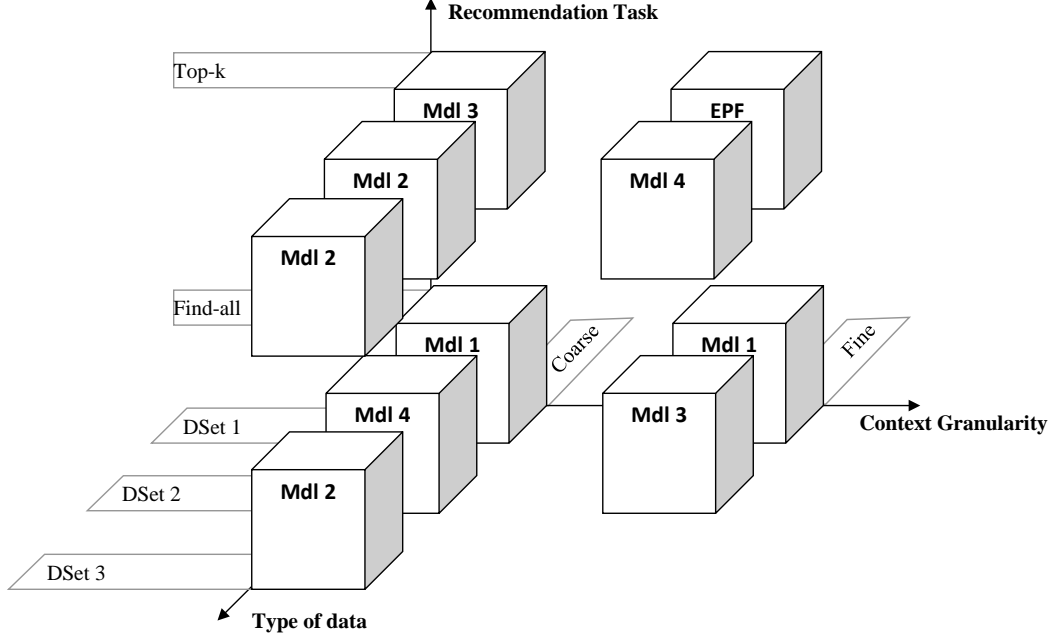 Recommendation Task
Top-k
Mdl 3
EPF
Mdl 2
Mdl 4
Mdl 2
Find-all
Mdl 1
Coarse
Mdl 1
Fine
DSet 1
Mdl 4
Mdl 3
Context Granularity
DSet 2
Mdl 2
DSet 3
Type of data